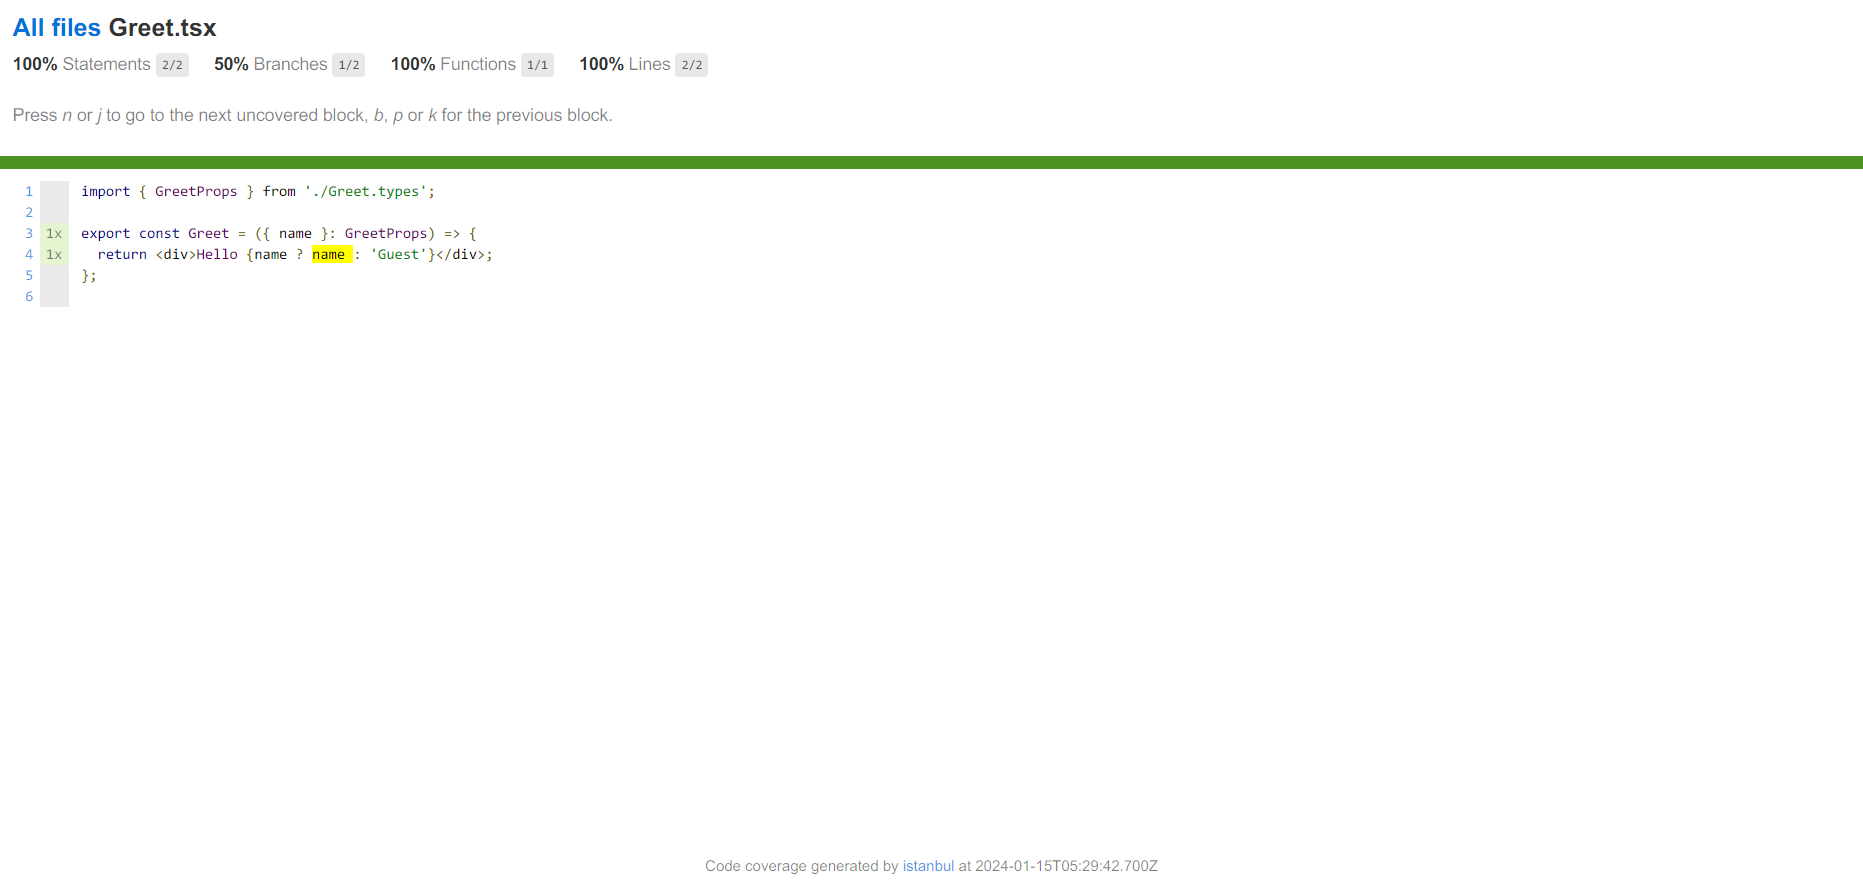 All files Greet.tsx
100% Statements 2/2 50% Branches 1/2 100% Functions 1/1 100% Lines 2/2
Press n or j to go to the next uncovered block, b, p or k for the previous block.
1 import { GreetProps } from './Greet.types';
2
3 1x export const Greet = ({ name }: GreetProps) => {
4 1x   return <div>Hello {name ? name : 'Guest'}</div>;
5 };
6
Code coverage generated by istanbul at 2024-01-15T05:29:42.700Z